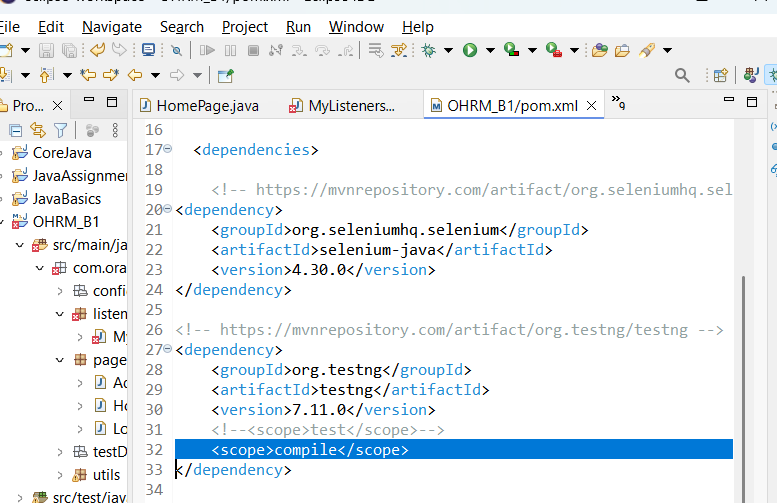 File Edit Navigate Search Project Run Window Help
Pro...
HomePage.java MyListeners... OHRM_B1/pom.xml »9
CoreJava
JavaAssignme
JavaBasics
OHRM_B1
src/main/ja
com.ora
config
listen
M
page
A
Ho
Lo
testD
utils
src/test/jav
16
17 <dependencies>
18
19 <!-- https://mvnrepository.com/artifact/org.seleniumhq.sel
20 <dependency>
21 <groupId>org.seleniumhq.selenium</groupId>
22 <artifactId>selenium-java</artifactId>
23 <version>4.30.0</version>
24 </dependency>
25
26 <!-- https://mvnrepository.com/artifact/org.testng/testng -->
27 <dependency>
28 <groupId>org.testng</groupId>
29 <artifactId>testng</artifactId>
30 <version>7.11.0</version>
31 <!--<scope>test</scope>-->
32 <scope>compile</scope>
33 </dependency>
34